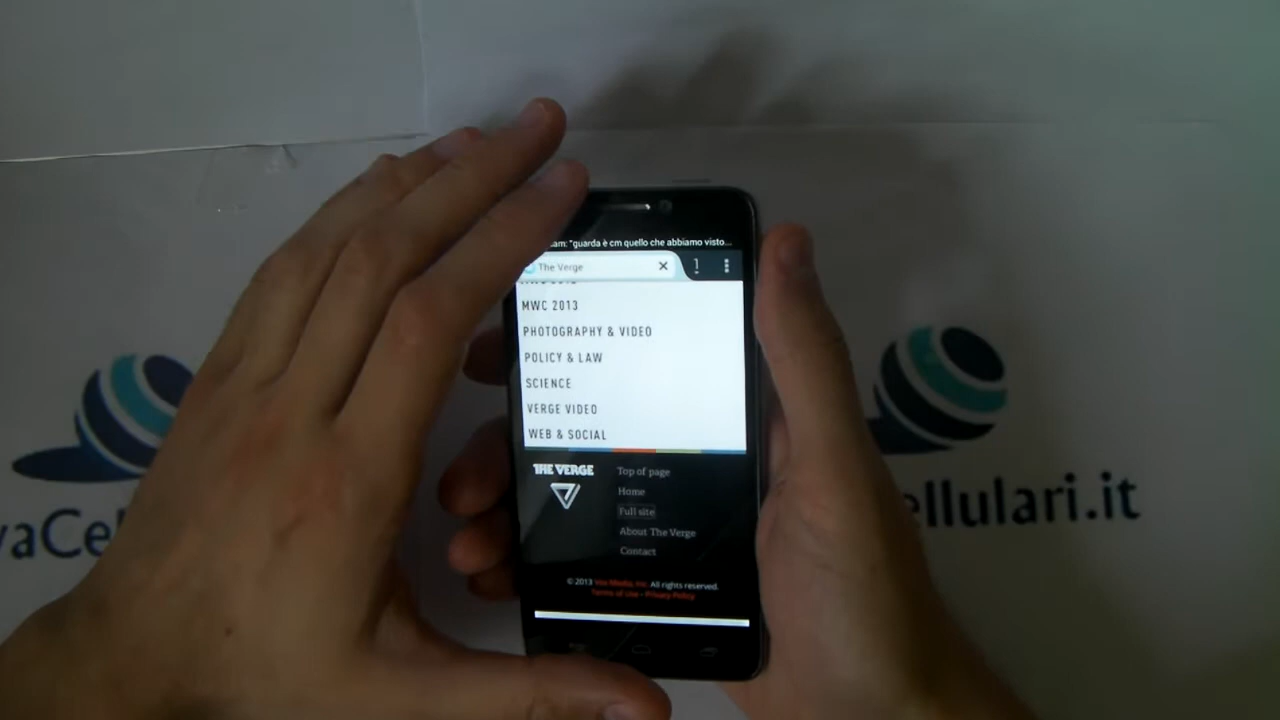 am: "guarda è cm quello che abbiamo visto...
The Verge
1
MWC 2013
PHOTOGRAPHY & VIDEO
POLICY & LAW
SCIENCE
VERGE VIDEO
WEB & SOCIAL
THE VERGE
Top of page
Home
Full site
About The Verge
Contact
© 2013 Vox Media, Inc. All rights reserved.
Terms of Use - Privacy Policy
vaCel
ellulari.it